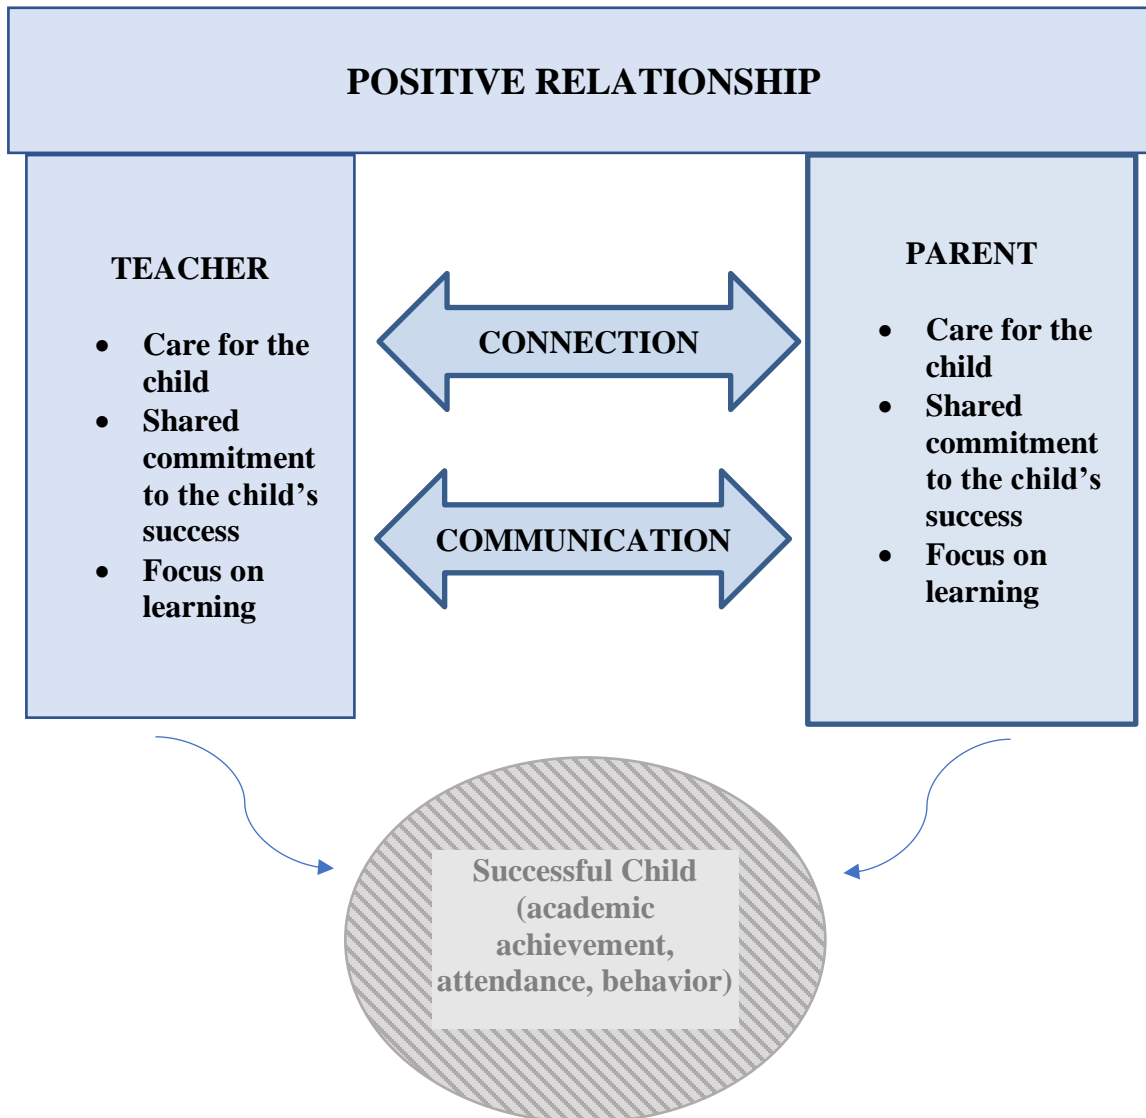 POSITIVE RELATIONSHIP
TEACHER
• Care for the
child
• Shared
commitment
to the child’s
success
• Focus on
learning
CONNECTION
COMMUNICATION
PARENT
• Care for the
child
• Shared
commitment
to the child’s
success
• Focus on
learning
Successful Child
(academic
achievement,
attendance, behavior)